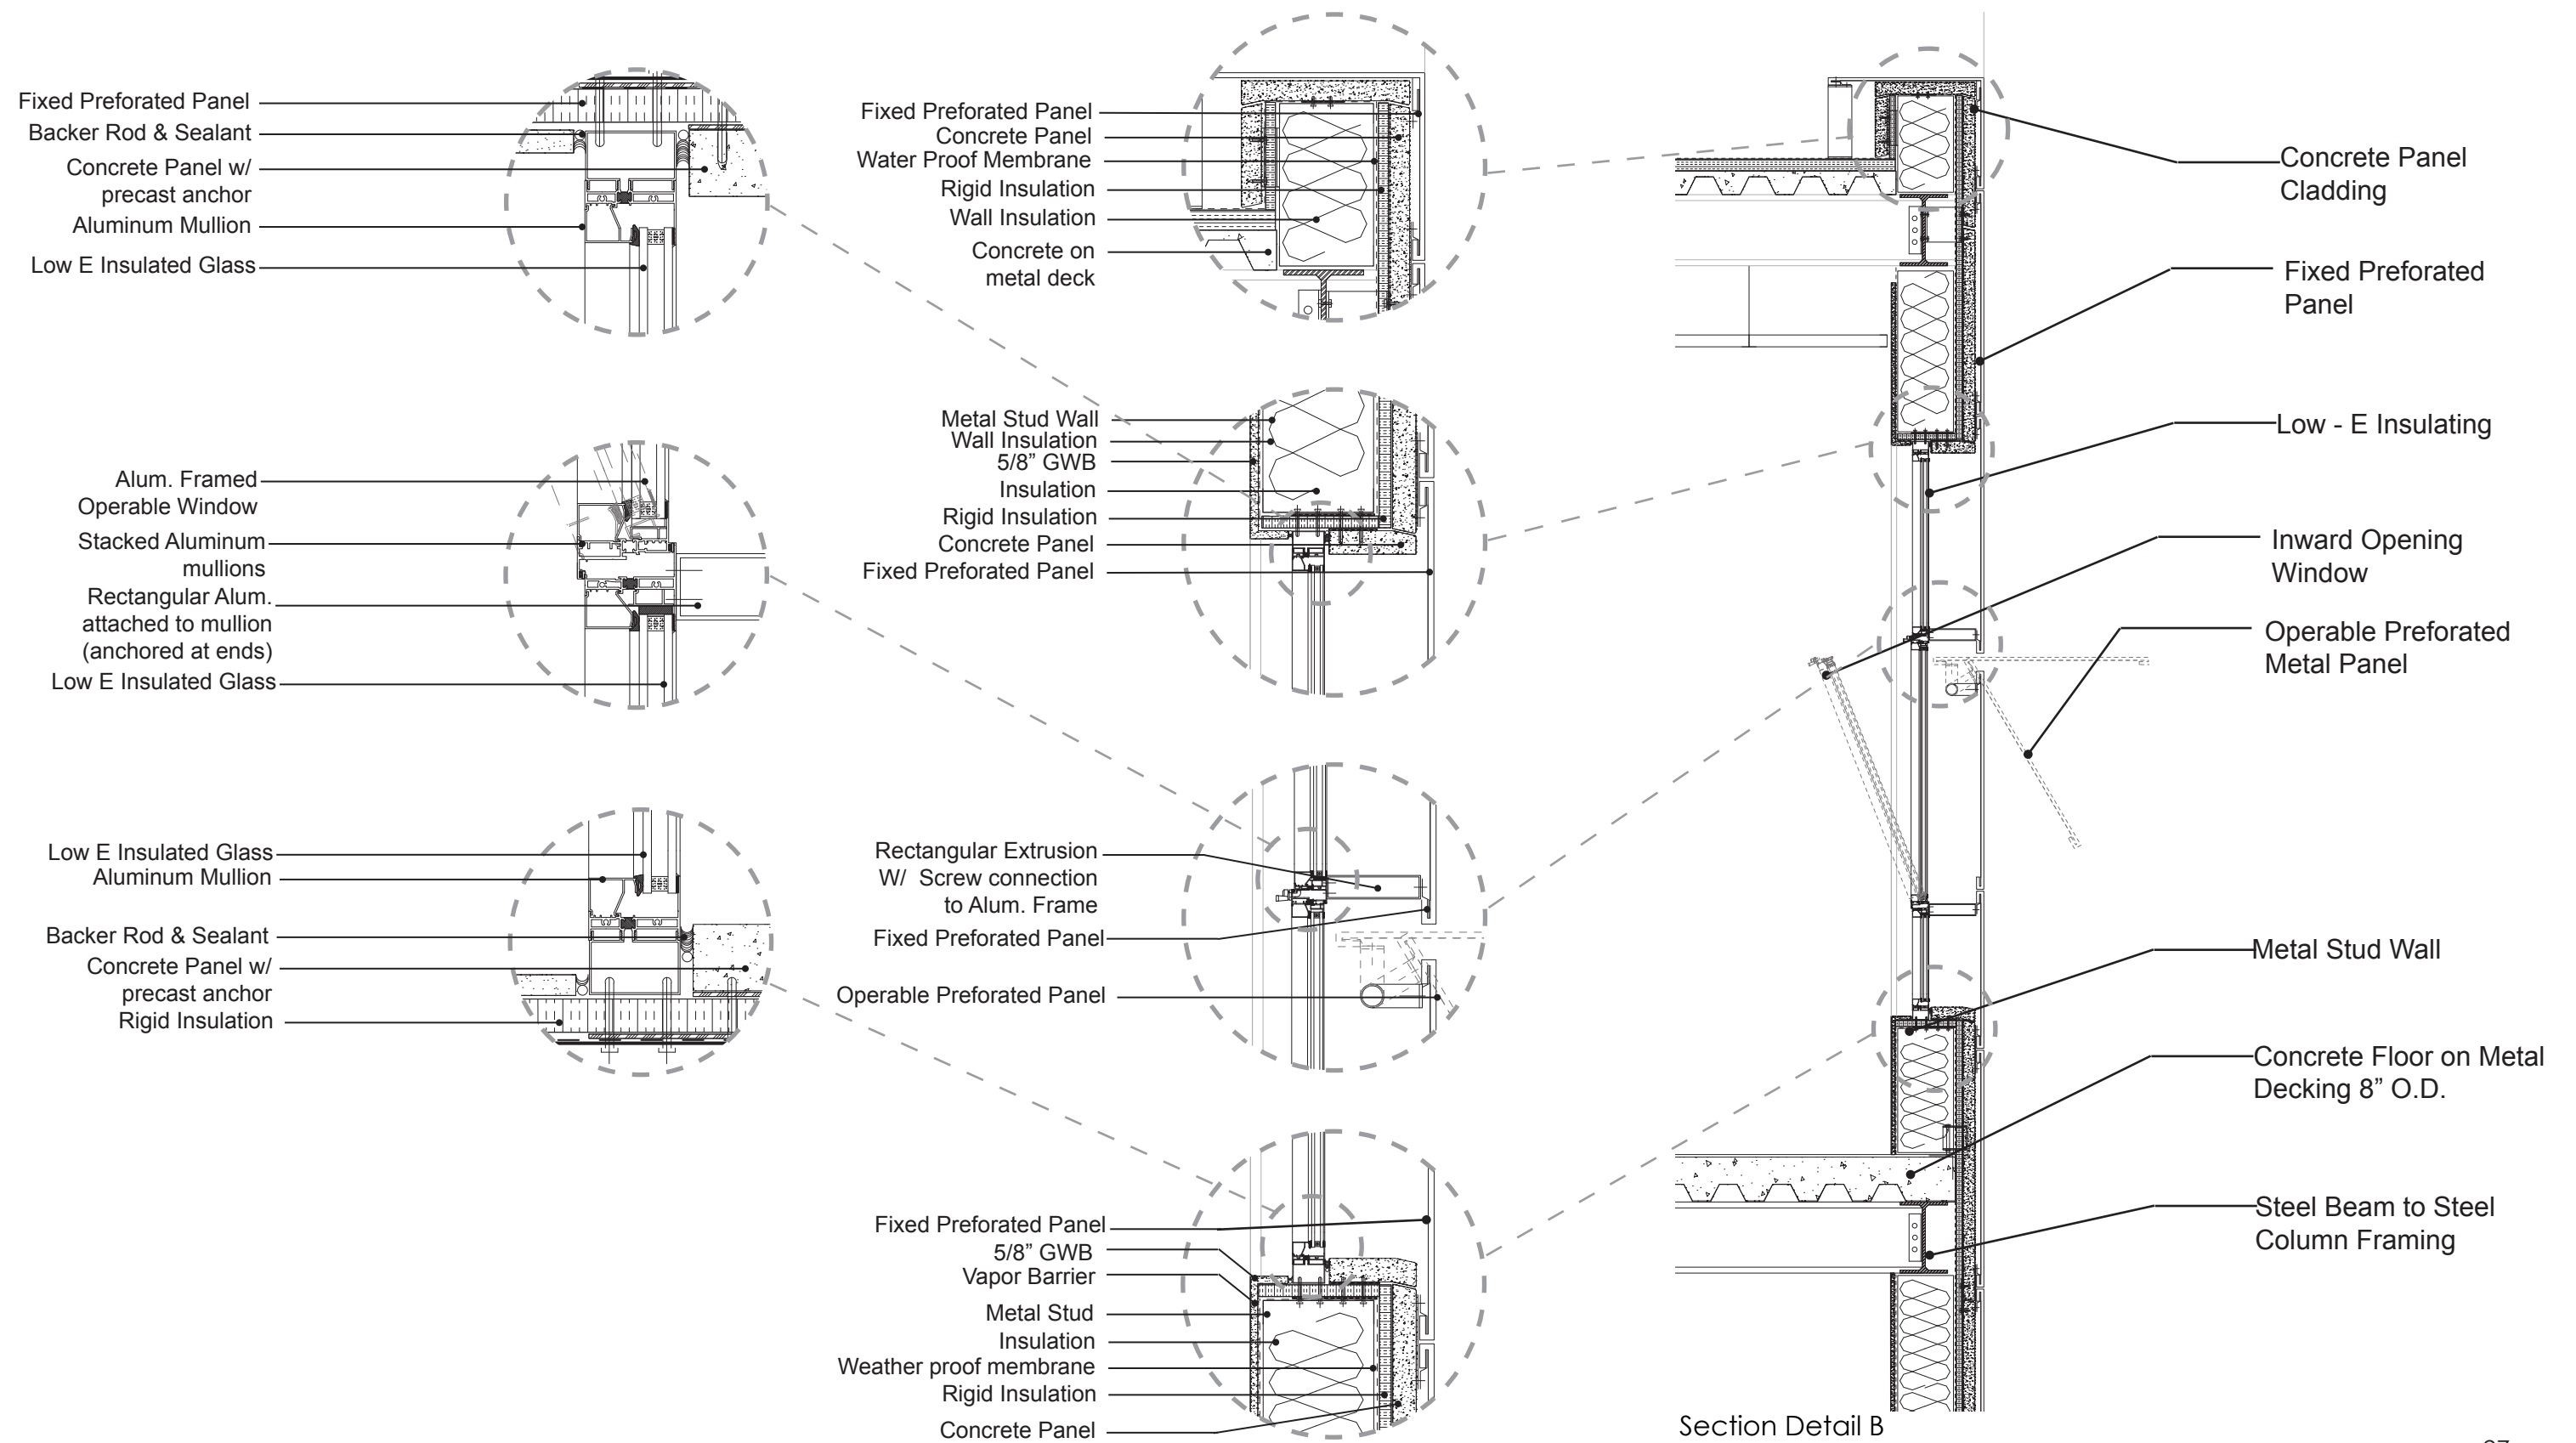 Fixed Preforated Panel
Backer Rod & Sealant
Concrete Panel w/
precast anchor
Aluminum Mullion
Low E Insulated Glass
Alum. Framed
Operable Window
Stacked Aluminum
mullions
Rectangular Alum.
attached to mullion
(anchored at ends)
Low E Insulated Glass
Low E Insulated Glass
Aluminum Mullion
Backer Rod & Sealant
Concrete Panel w/
precast anchor
Rigid Insulation
Fixed Preforated Panel
Concrete Panel
Water Proof Membrane
Rigid Insulation
Wall Insulation
Concrete on
metal deck
Metal Stud Wall
Wall Insulation
5/8” GWB
Insulation
Rigid Insulation
Concrete Panel
Fixed Preforated Panel
Rectangular Extrusion
W/ Screw connection
to Alum. Frame
Fixed Preforated Panel
Operable Preforated Panel
Fixed Preforated Panel
5/8” GWB
Vapor Barrier
Metal Stud
Insulation
Weather proof membrane
Rigid Insulation
Concrete Panel
Concrete Panel
Cladding
Fixed Preforated
Panel
Low - E Insulating
Inward Opening
Window
Operable Preforated
Metal Panel
Metal Stud Wall
Concrete Floor on Metal
Decking 8” O.D.
Steel Beam to Steel
Column Framing
Section Detail B